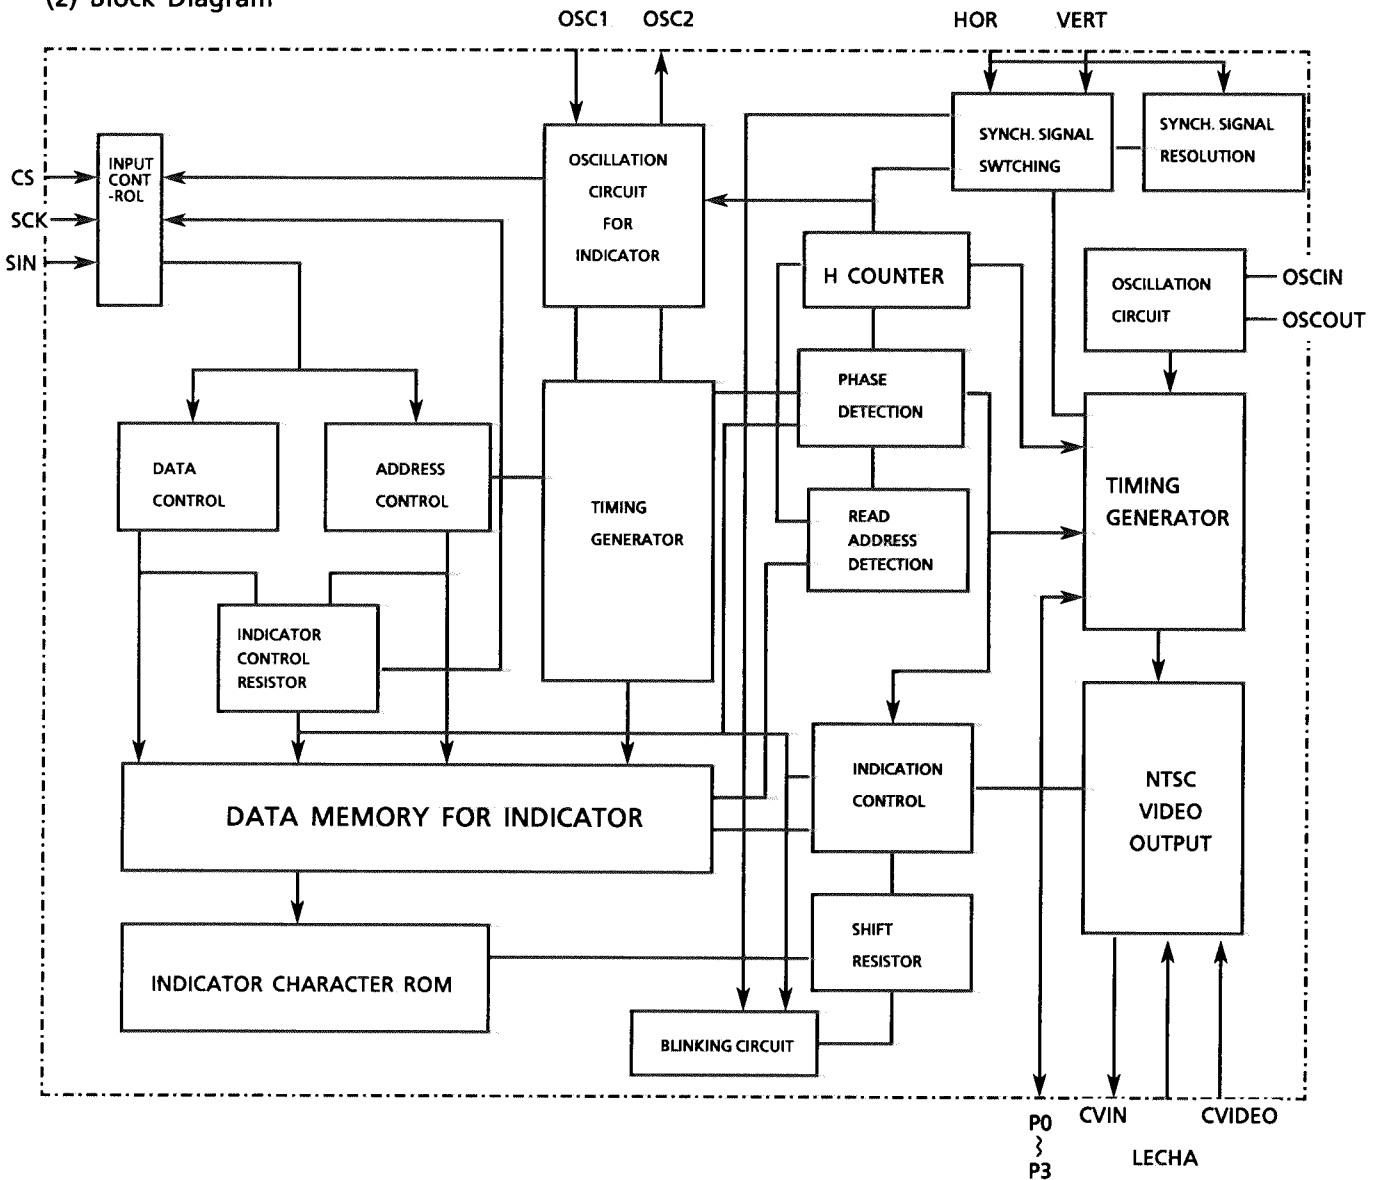 (2) Block Diagram
OSC1 OSC2 HOR VERT
CS
SCK
SIN
INPUT
CONT
-ROL
OSCILLATION
CIRCUIT
FOR
INDICATOR
SYNCH. SIGNAL
SWTCHING
SYNCH. SIGNAL
RESOLUTION
H COUNTER
OSCILLATION
CIRCUIT
OSCIN
OSCOUT
PHASE
DETECTION
DATA
CONTROL
ADDRESS
CONTROL
TIMING
GENERATOR
READ
ADDRESS
DETECTION
TIMING
GENERATOR
INDICATOR
CONTROL
RESISTOR
INDICATION
CONTROL
NTSC
VIDEO
OUTPUT
DATA MEMORY FOR INDICATOR
SHIFT
RESISTOR
INDICATOR CHARACTER ROM
BLINKING CIRCUIT
P0
~
P3
CVIN
LECHA
CVIDEO